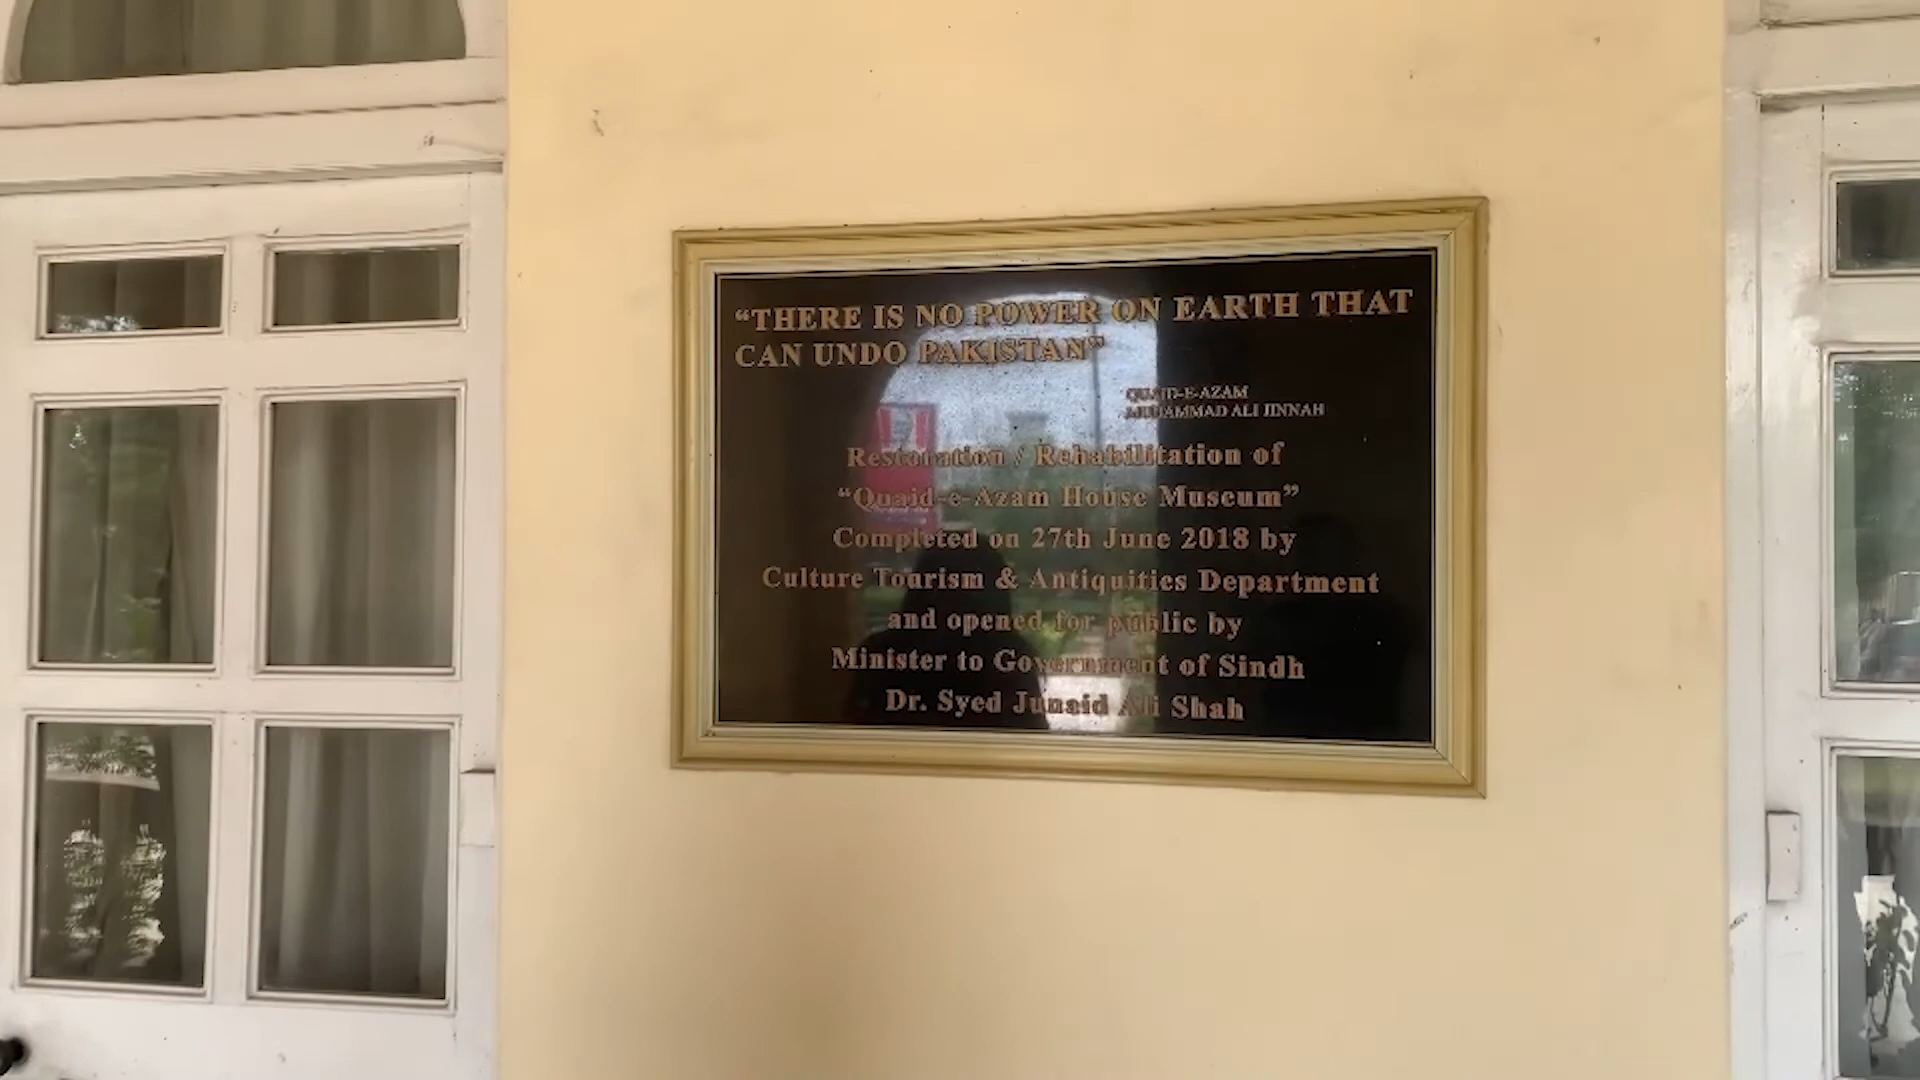 “THERE IS NO POWER ON EARTH THAT
CAN UNDO PAKISTAN”
QUAID-E-AZAM
MUHAMMAD ALI JINNAH
Restoration / Rehabilitation of
“Quaid-e-Azam House Museum”
Completed on 27th June 2018 by
Culture Tourism & Antiquities Department
and opened for public by
Minister to Government of Sindh
Dr. Syed Junaid Ali Shah